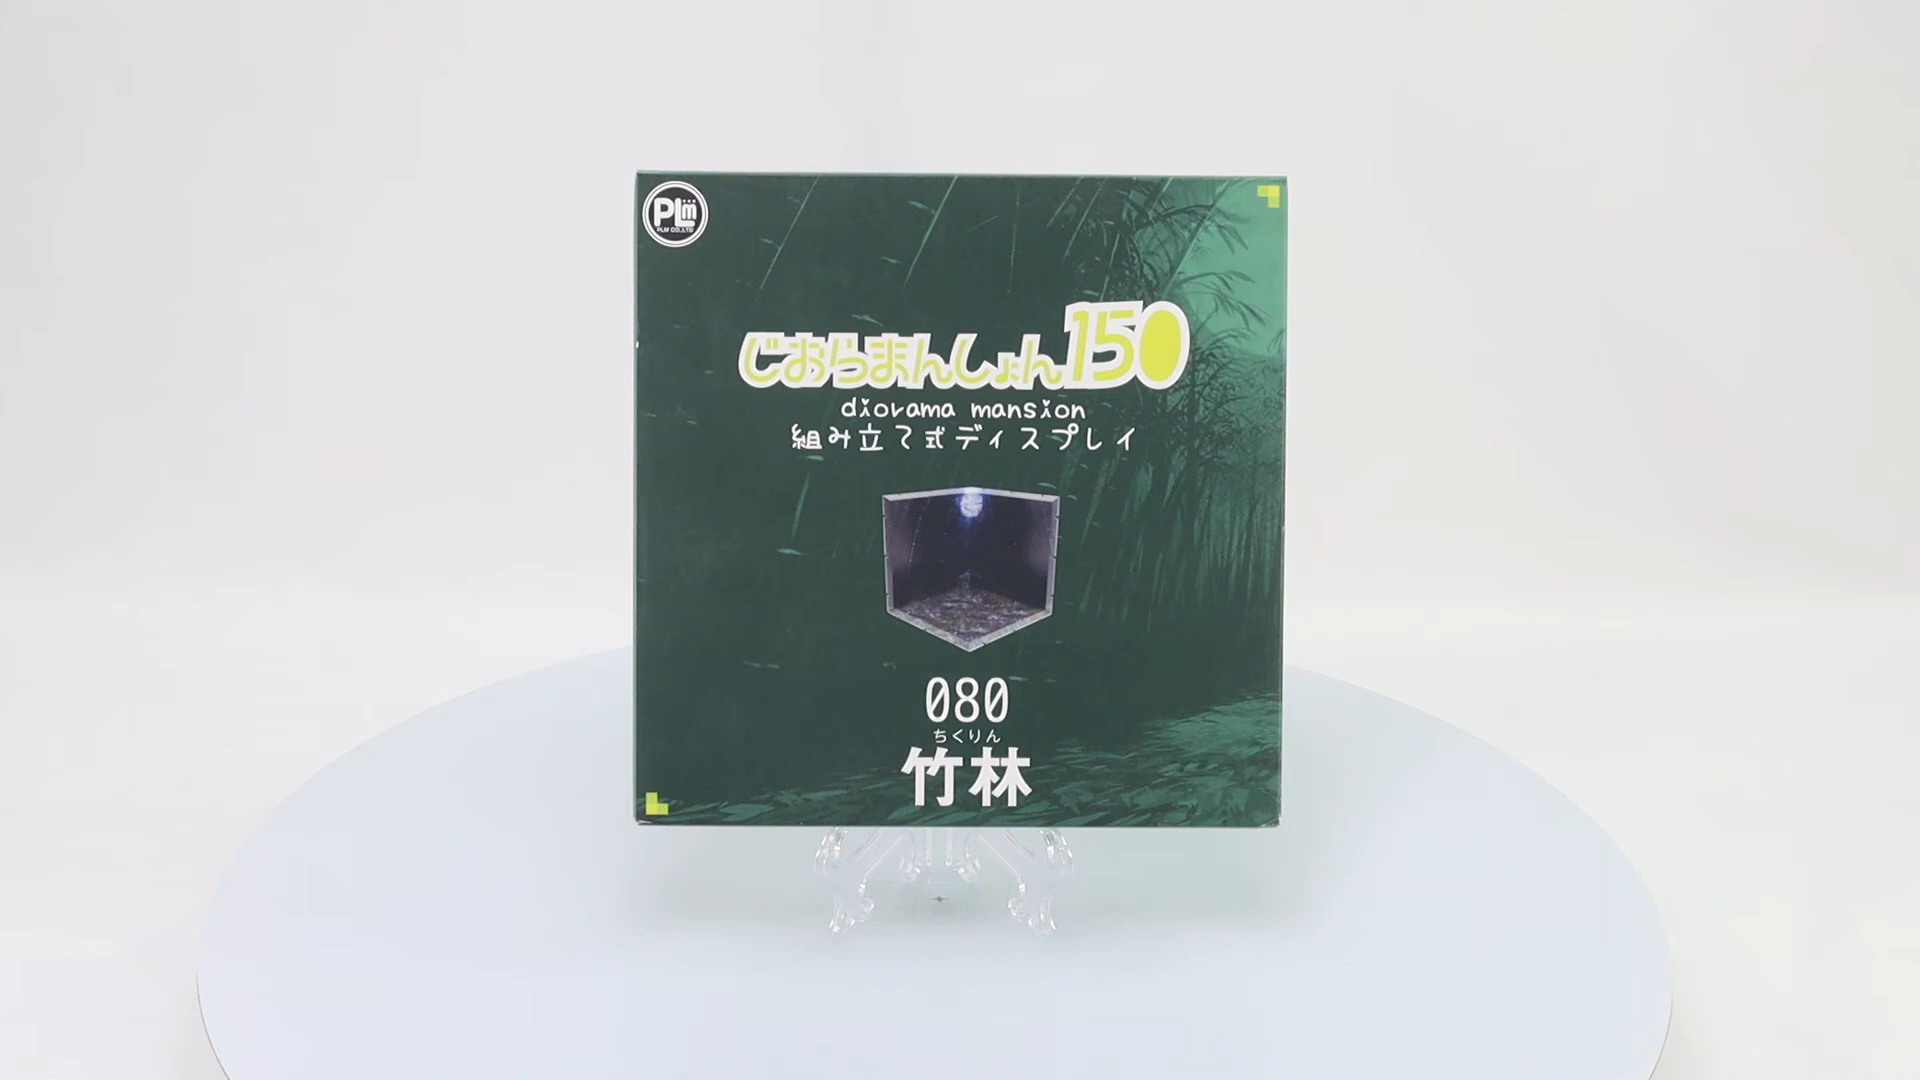 PLM
PLM CO.,LTD
じおらまんしょん150
diorama mansion
組み立て式ディスプレイ
080
ちくりん
竹林